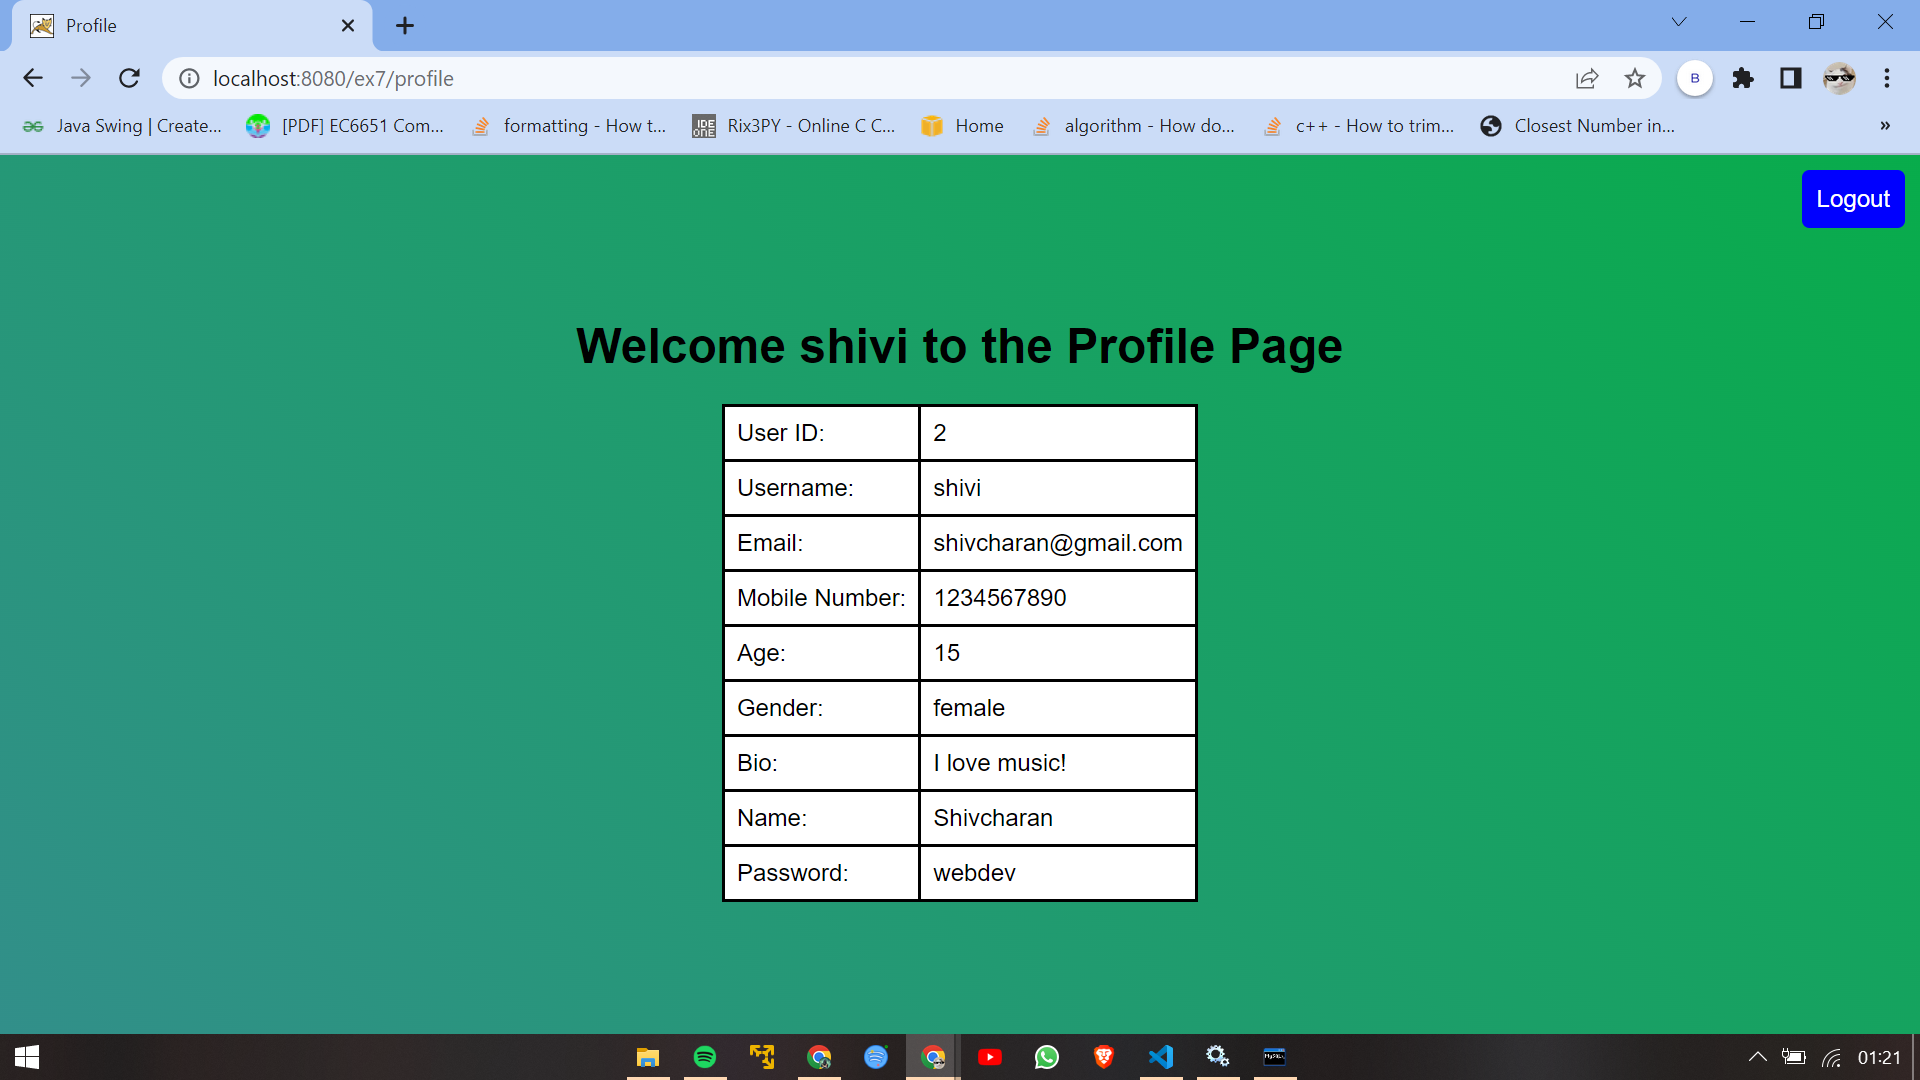 Profile
localhost:8080/ex7/profile
B
Java Swing | Create... [PDF] EC6651 Com... formatting - How t... IDE ONE Rix3PY - Online C C... Home algorithm - How do... c++ - How to trim... Closest Number in... »
Logout
Welcome shivi to the Profile Page
User ID: 2
Username: shivi
Email: shivcharan@gmail.com
Mobile Number: 1234567890
Age: 15
Gender: female
Bio: I love music!
Name: Shivcharan
Password: webdev
MySQL
01:21